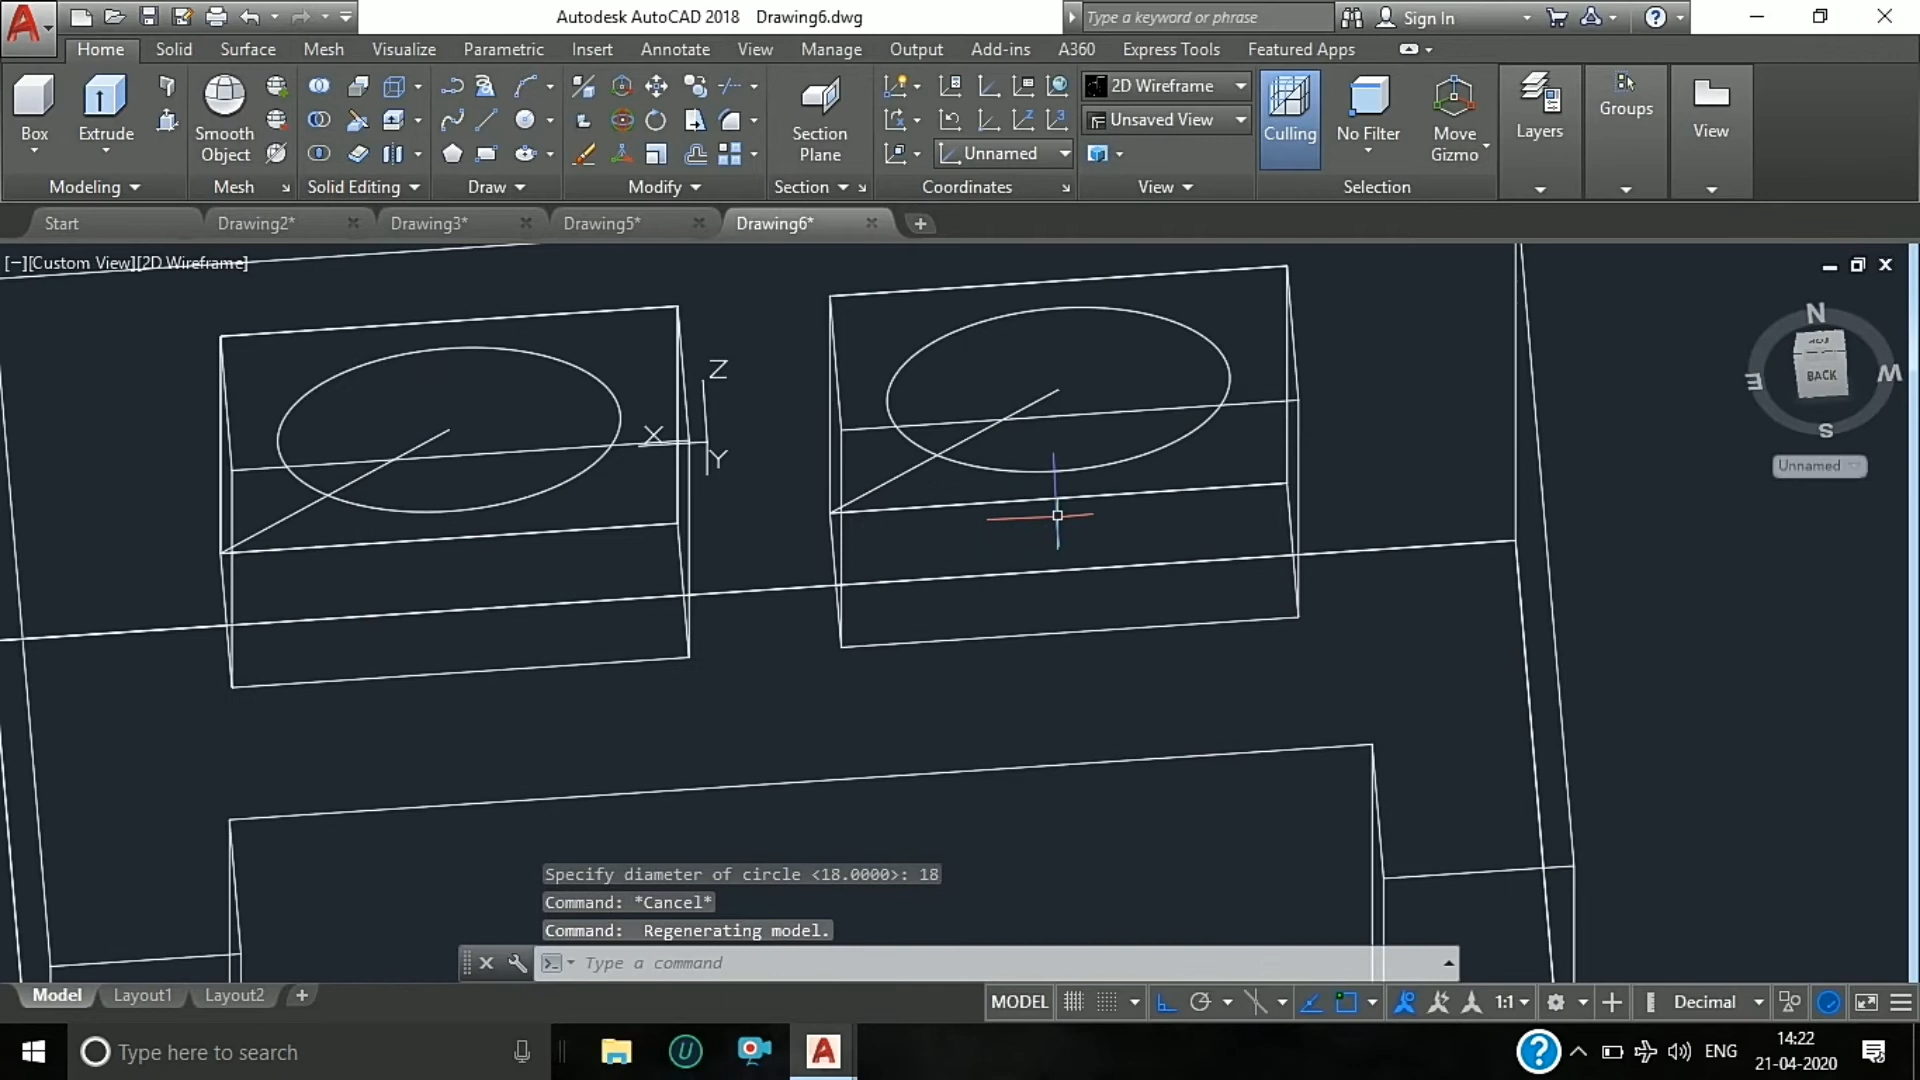 Autodesk AutoCAD 2018 Drawing6.dwg
Type a keyword or phrase
Sign In
Home Solid Surface Mesh Visualize Parametric Insert Annotate View Manage Output Add-ins A360 Express Tools Featured Apps
Box
Extrude
Smooth Object
Section Plane
Unnamed
2D Wireframe
Unsaved View
Culling
No Filter
Move Gizmo
Layers
Groups
View
Modeling Mesh Solid Editing Draw Modify Section Coordinates View Selection
Start Drawing2* Drawing3* Drawing5* Drawing6*
[−][Custom View][2D Wireframe]
N
E
W
S
BACK
Unnamed
Z
X
Y
Specify diameter of circle <18.0000>: 18
Command: *Cancel*
Command: Regenerating model.
Type a command
Model Layout1 Layout2
MODEL 1:1 Decimal
Type here to search
ENG
14:22
21-04-2020